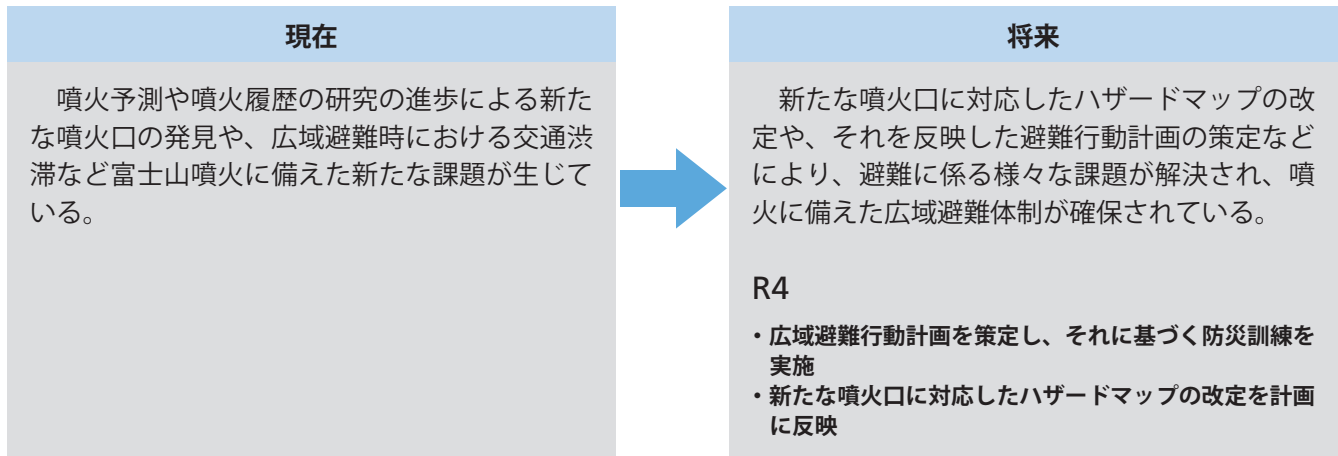 現在
　噴火予測や噴火履歴の研究の進歩による新た
な噴火口の発見や、広域避難時における交通渋
滞など富士山噴火に備えた新たな課題が生じて
いる。
将来
　新たな噴火口に対応したハザードマップの改
定や、それを反映した避難行動計画の策定など
により、避難に係る様々な課題が解決され、噴
火に備えた広域避難体制が確保されている。
R4
・広域避難行動計画を策定し、それに基づく防災訓練を
実施
・新たな噴火口に対応したハザードマップの改定を計画
に反映